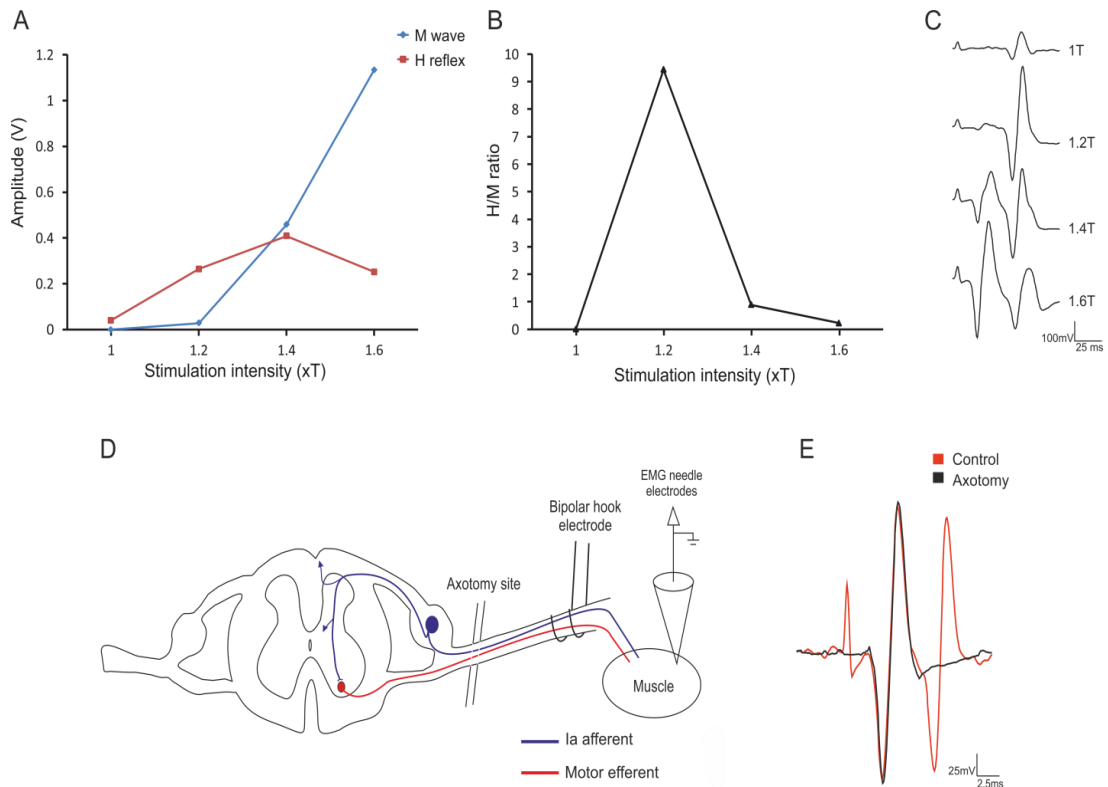 A
M wave
H reflex
Amplitude (V)
1.2
1
0.8
0.6
0.4
0.2
0
1 1.2 1.4 1.6
Stimulation intensity (xT)
B
H/M ratio
10
9
8
7
6
5
4
3
2
1
0
1 1.2 1.4 1.6
Stimulation intensity (xT)
C
1T
1.2T
1.4T
1.6T
100mV
25 ms
D
EMG needle
electrodes
Bipolar hook
electrode
Axotomy site
Muscle
Ia afferent
Motor efferent
E
Control
Axotomy
25mV
2.5ms